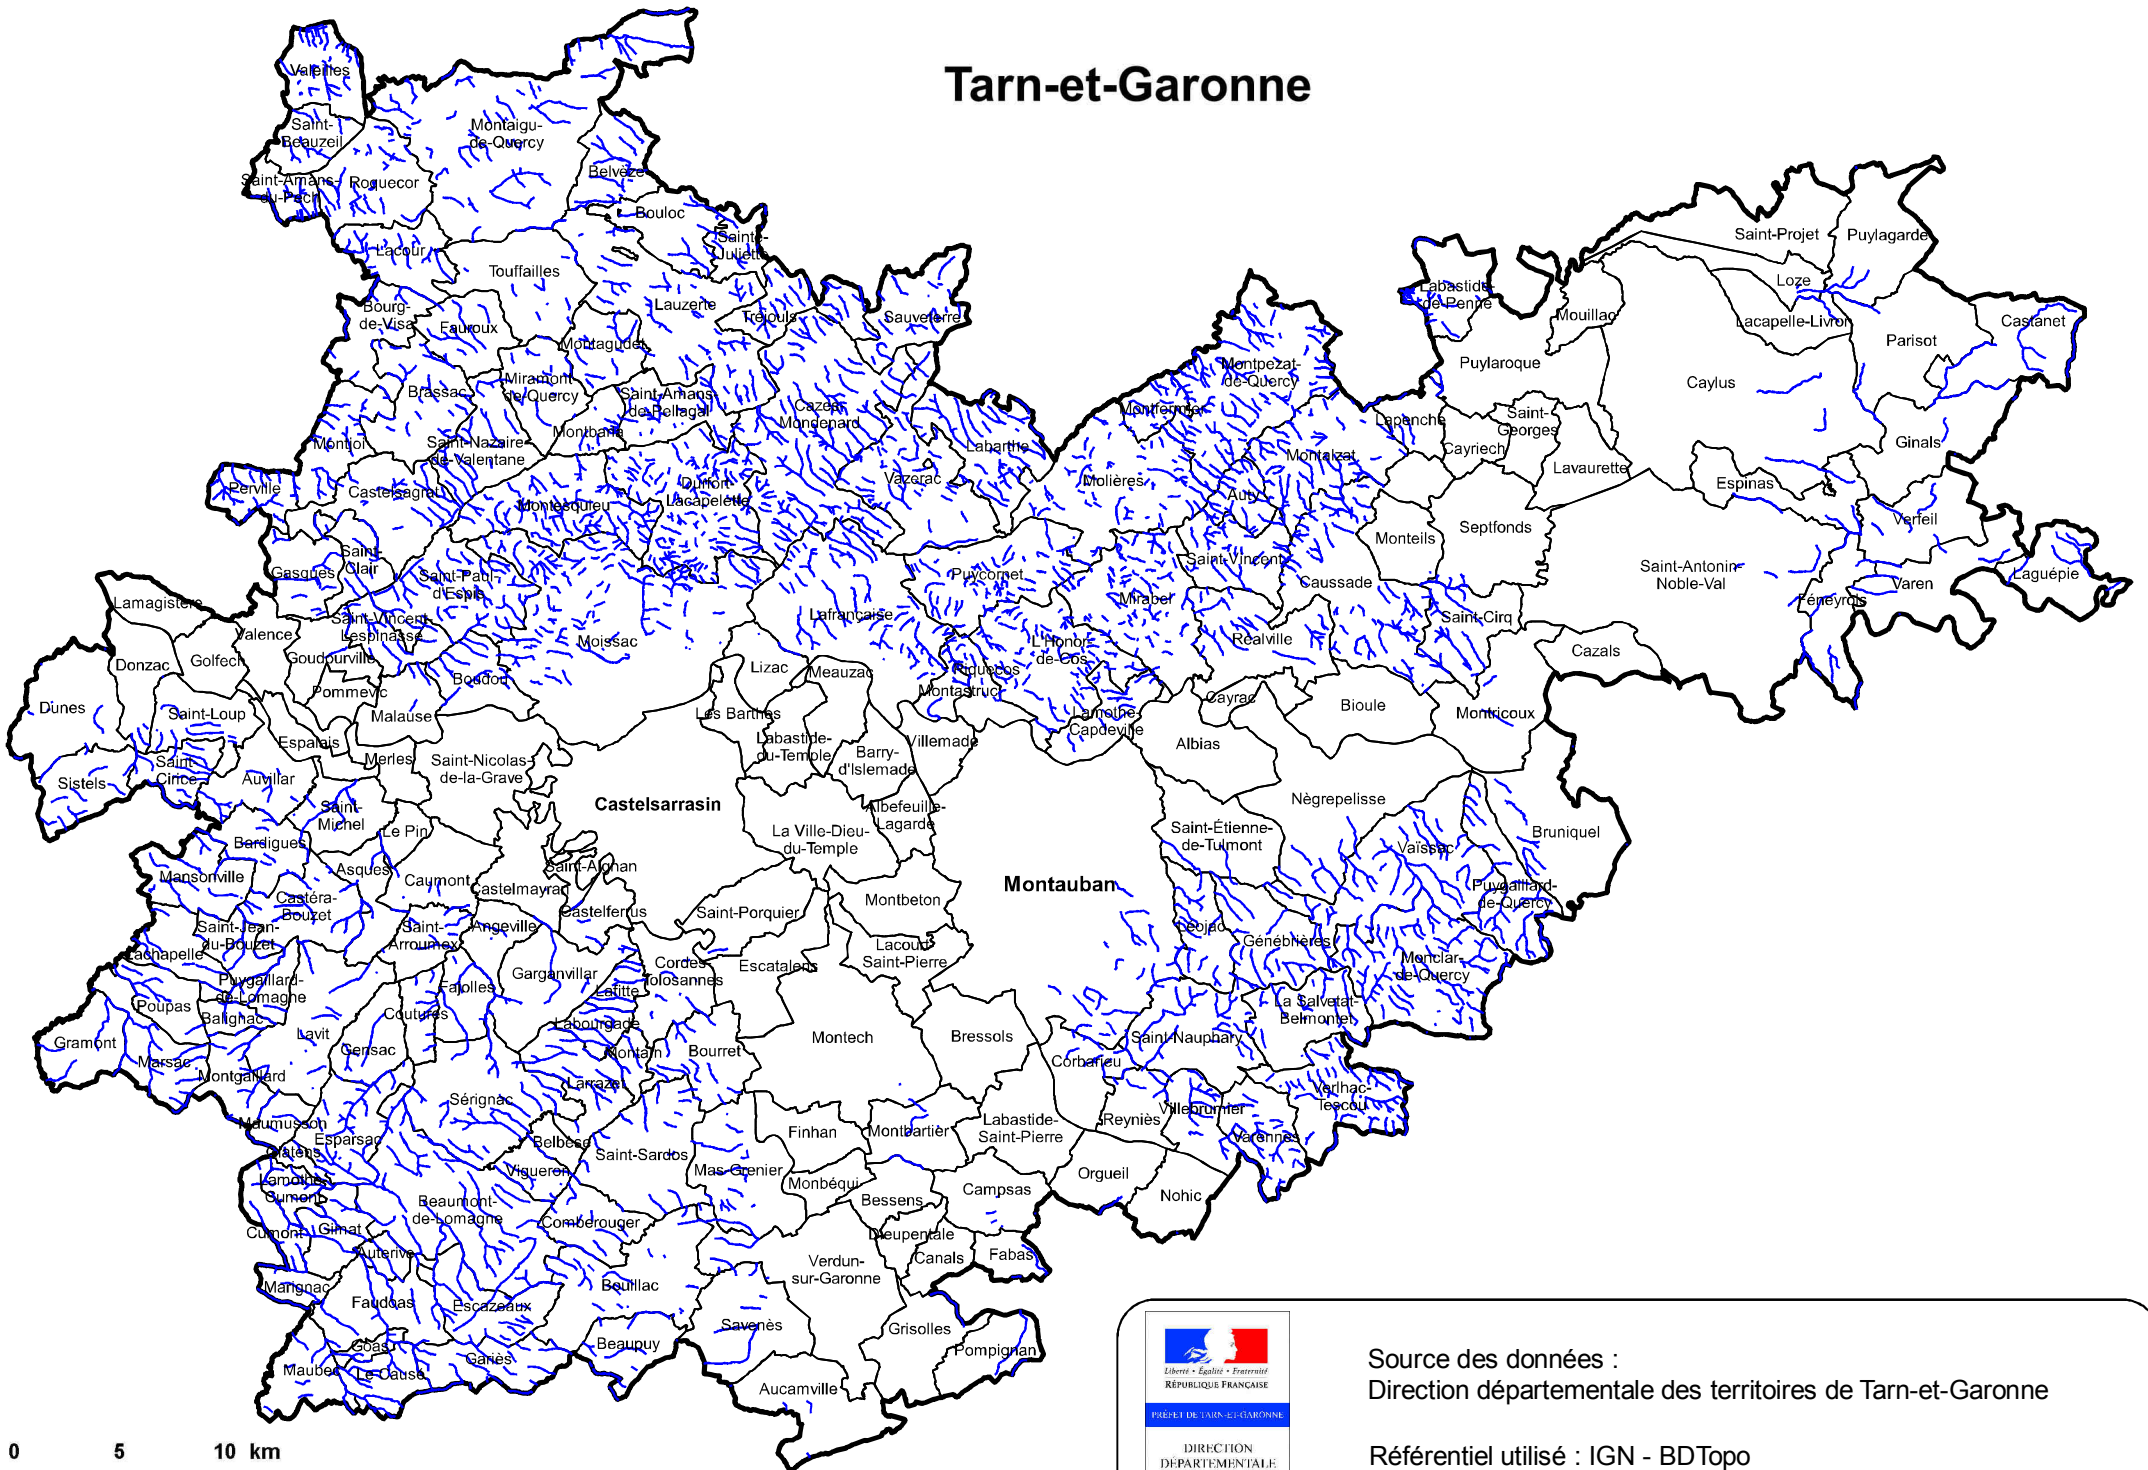 Tarn-et-Garonne
Valeilles
Saint-
Beauzeil
Montaigu-
de-Quercy
Saint-Amans-
du-Pech
Roquecor
Belvèze
Bouloc
Sainte-
Juliette
Lacour
Touffailles
Lauzerte
Tréjouls
Sauveterre
Bourg-
de-Visa
Fauroux
Montagudet
Miramont-
de-Quercy
Brassac
Saint-Amans-
de-Pellagal
Cazes-
Mondenard
Montbarla
Montjoi
Saint-Nazaire-
de-Valentane
Labarthe
Vazerac
Perville
Castelsagrat
Montesquieu
Durfort-
Lacapelette
Saint-
Clair
Gasques
Saint-Paul-
d'Espis
Puycornet
Lamagistère
Saint-Vincent-
Lespinasse
Valence
Moissac
Lafrançaise
Saint-Projet
Puylagarde
Loze
Labastide-
de-Penne
Mouillac
Lacapelle-Livron
Castanet
Parisot
Puylaroque
Caylus
Montpezat-
de-Quercy
Montfermier
Lapenche
Saint-
Georges
Cayriech
Ginals
Montalzat
Lavaurette
Molières
Auty
Espinas
Verfeil
Septfonds
Monteils
Saint-Antonin-
Noble-Val
Saint-Vincent
Caussade
Laguépie
Varen
Féneyrols
Mirabel
Saint-Cirq
Réalville
Cazals
L'Honor-
de-Cos
Piquecos
Montastruc
Donzac
Golfech
Goudourville
Pommevic
Boudou
Lizac
Meauzac
Dunes
Saint-Loup
Malause
Les Barthes
Lamothe-
Capdeville
Cayrac
Bioule
Montricoux
Espalais
Merles
Saint-Nicolas-
de-la-Grave
Labastide-
du-Temple
Barry-
d'Islemade
Villemade
Albias
Saint-
Cirice
Sistels
Auvillar
Castelsarrasin
Nègrepelisse
Saint-
Michel
Le Pin
Albefeuille-
Lagarde
La Ville-Dieu-
du-Temple
Saint-Étienne-
de-Tulmont
Bruniquel
Vaïssac
Bardigues
Asques
Mansonville
Caumont
Castelmayran
Saint-Aignan
Montauban
Puygaillard-
de-Quercy
Castéra-
Bouzet
Castelferrus
Saint-Porquier
Montbeton
Saint-Jean-
du-Bouzet
Saint-
Arroumex
Angeville
Léojac
Génébrières
Lachapelle
Garganvillar
Cordes-
Tolosannes
Escatalens
Lacourt-
Saint-Pierre
Monclar-
de-Quercy
Puygaillard-
de-Lomagne
Fajolles
Lafitte
Poupas
Balignac
Coutures
Labourgade
La Salvetat-
Belmontet
Gramont
Lavit
Gensac
Montaïn
Bourret
Montech
Bressols
Saint-Nauphary
Marsac
Montgaillard
Larrazet
Corbarieu
Sérignac
Verlhac-
Tescou
Maumusson
Esparsac
Belbèse
Finhan
Montbartier
Labastide-
Saint-Pierre
Reyniès
Villebrumier
Varennes
Glatens
Lamothe-
Cumont
Vigueron
Saint-Sardos
Mas-Grenier
Monbéqui
Orgueil
Nohic
Campsas
Bessens
Beaumont-
de-Lomagne
Comberouger
Cumont
Gimat
Auterive
Dieupentale
Canals
Fabas
Verdun-
sur-Garonne
Marignac
Faudoas
Escazeaux
Bouillac
Beaupuy
Savenès
Grisolles
Pompignan
Goas
Gariès
Maubec
Le Causé
Aucamville
0 5 10 km
Liberté • Égalité • Fraternité
RÉPUBLIQUE FRANÇAISE
PRÉFET DE TARN-ET-GARONNE
DIRECTION
DÉPARTEMENTALE
Source des données :
Direction départementale des territoires de Tarn-et-Garonne
Référentiel utilisé : IGN - BDTopo